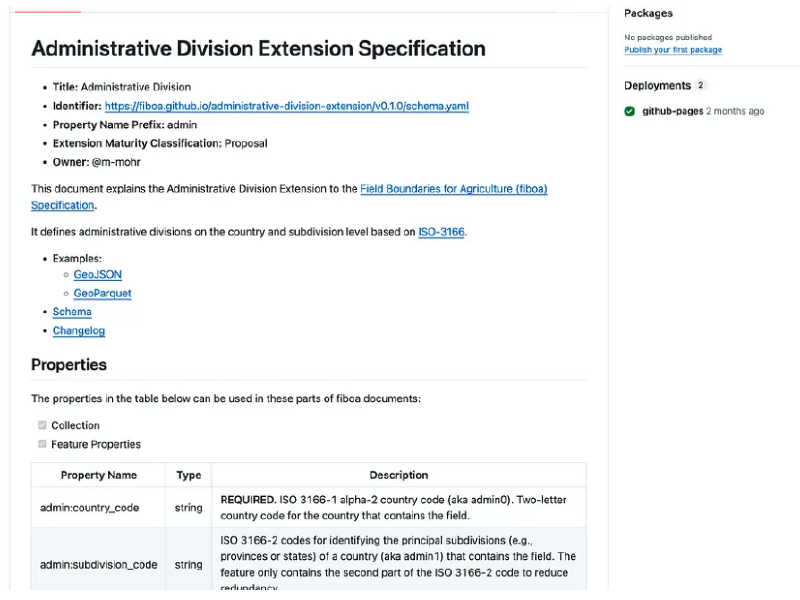 Administrative Division Extension Specification
Title: Administrative Division
Identifier: https://fiboa.github.io/administrative-division-extension/v0.1.0/schema.yaml
Property Name Prefix: admin
Extension Maturity Classification: Proposal
Owner: @m-mohr
This document explains the Administrative Division Extension to the Field Boundaries for Agriculture (fiboa)
Specification.
It defines administrative divisions on the country and subdivision level based on ISO-3166.
Examples:
GeoJSON
GeoParquet
Schema
Changelog
Properties
The properties in the table below can be used in these parts of fiboa documents:
Collection
Feature Properties
Property Name Type Description
admin:country_code string REQUIRED. ISO 3166-1 alpha-2 country code (aka admin0). Two-letter
country code for the country that contains the field.
admin:subdivision_code string ISO 3166-2 codes for identifying the principal subdivisions (e.g.,
provinces or states) of a country (aka admin1) that contains the field. The
feature only contains the second part of the ISO 3166-2 code to reduce
redundancy.
Packages
No packages published
Publish your first package
Deployments 2
github-pages 2 months ago